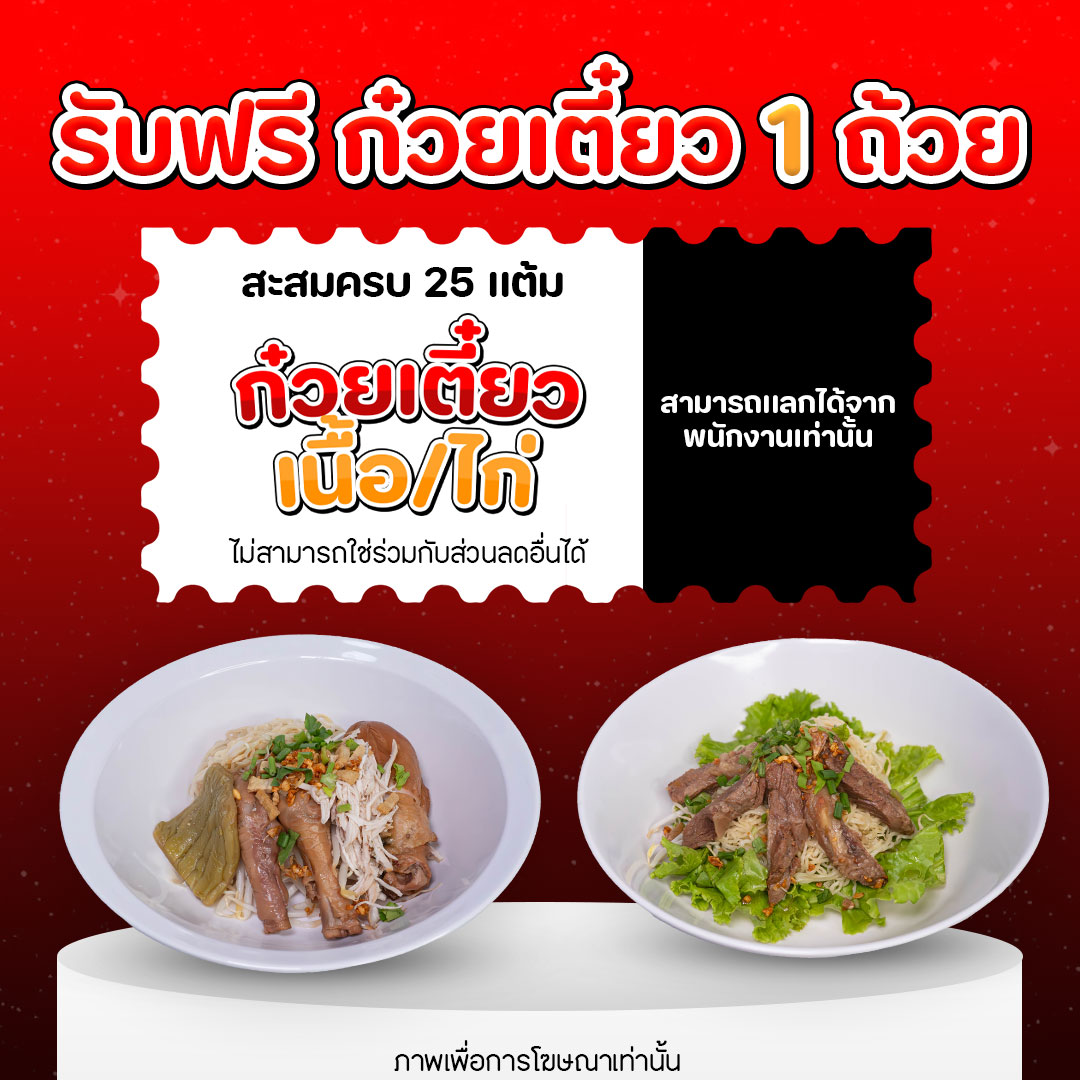 รับฟรี ก๋วยเตี๋ยว 1 ถ้วย
สะสมครบ 25 แต้ม
ก๋วยเตี๋ยว
เนื้อ/ไก่
ไม่สามารถใช่ร่วมกับส่วนลดอื่นได้
สามารถแลกได้จาก
พนักงานเท่านั้น
ภาพเพื่อการโฆษณาเท่านั้น